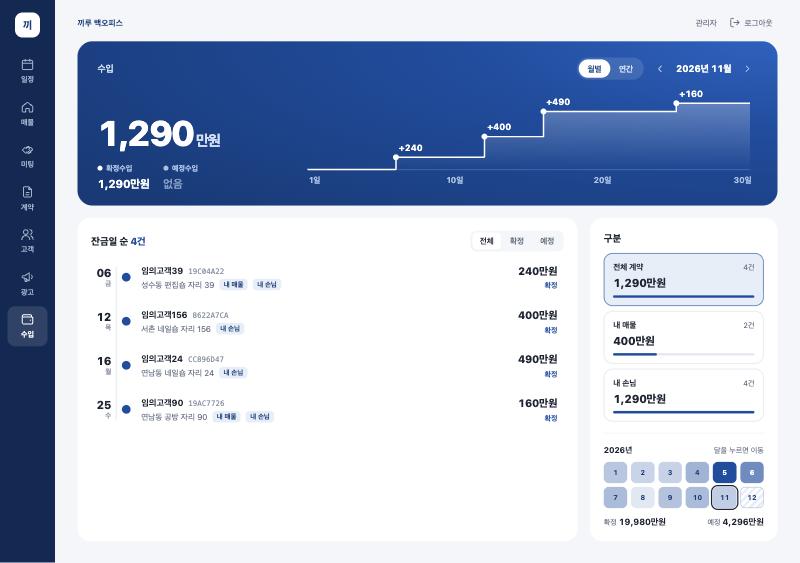 끼
일정
매물
미팅
계약
고객
광고
수입
끼루 백오피스
관리자 로그아웃
수입
월별 연간
2026년 11월
1,290만원
확정수입 예정수입
1,290만원 없음
+240
+400
+490
+160
1일 10일 20일 30일
잔금일 순 4건
전체 확정 예정
06 금
임의고객39 19C04A22
성수동 편집숍 자리 39 내 매물 내 손님
240만원
확정
12 목
임의고객156 8622A7CA
서촌 네일숍 자리 156 내 손님
400만원
확정
16 월
임의고객24 CC896D47
연남동 네일숍 자리 24 내 손님
490만원
확정
25 수
임의고객90 19AC7726
연남동 공방 자리 90 내 매물 내 손님
160만원
확정
구분
전체 계약 4건
1,290만원
내 매물 2건
400만원
내 손님 4건
1,290만원
2026년 달을 누르면 이동
1 2 3 4 5 6
7 8 9 10 11 12
확정 19,980만원 예정 4,296만원